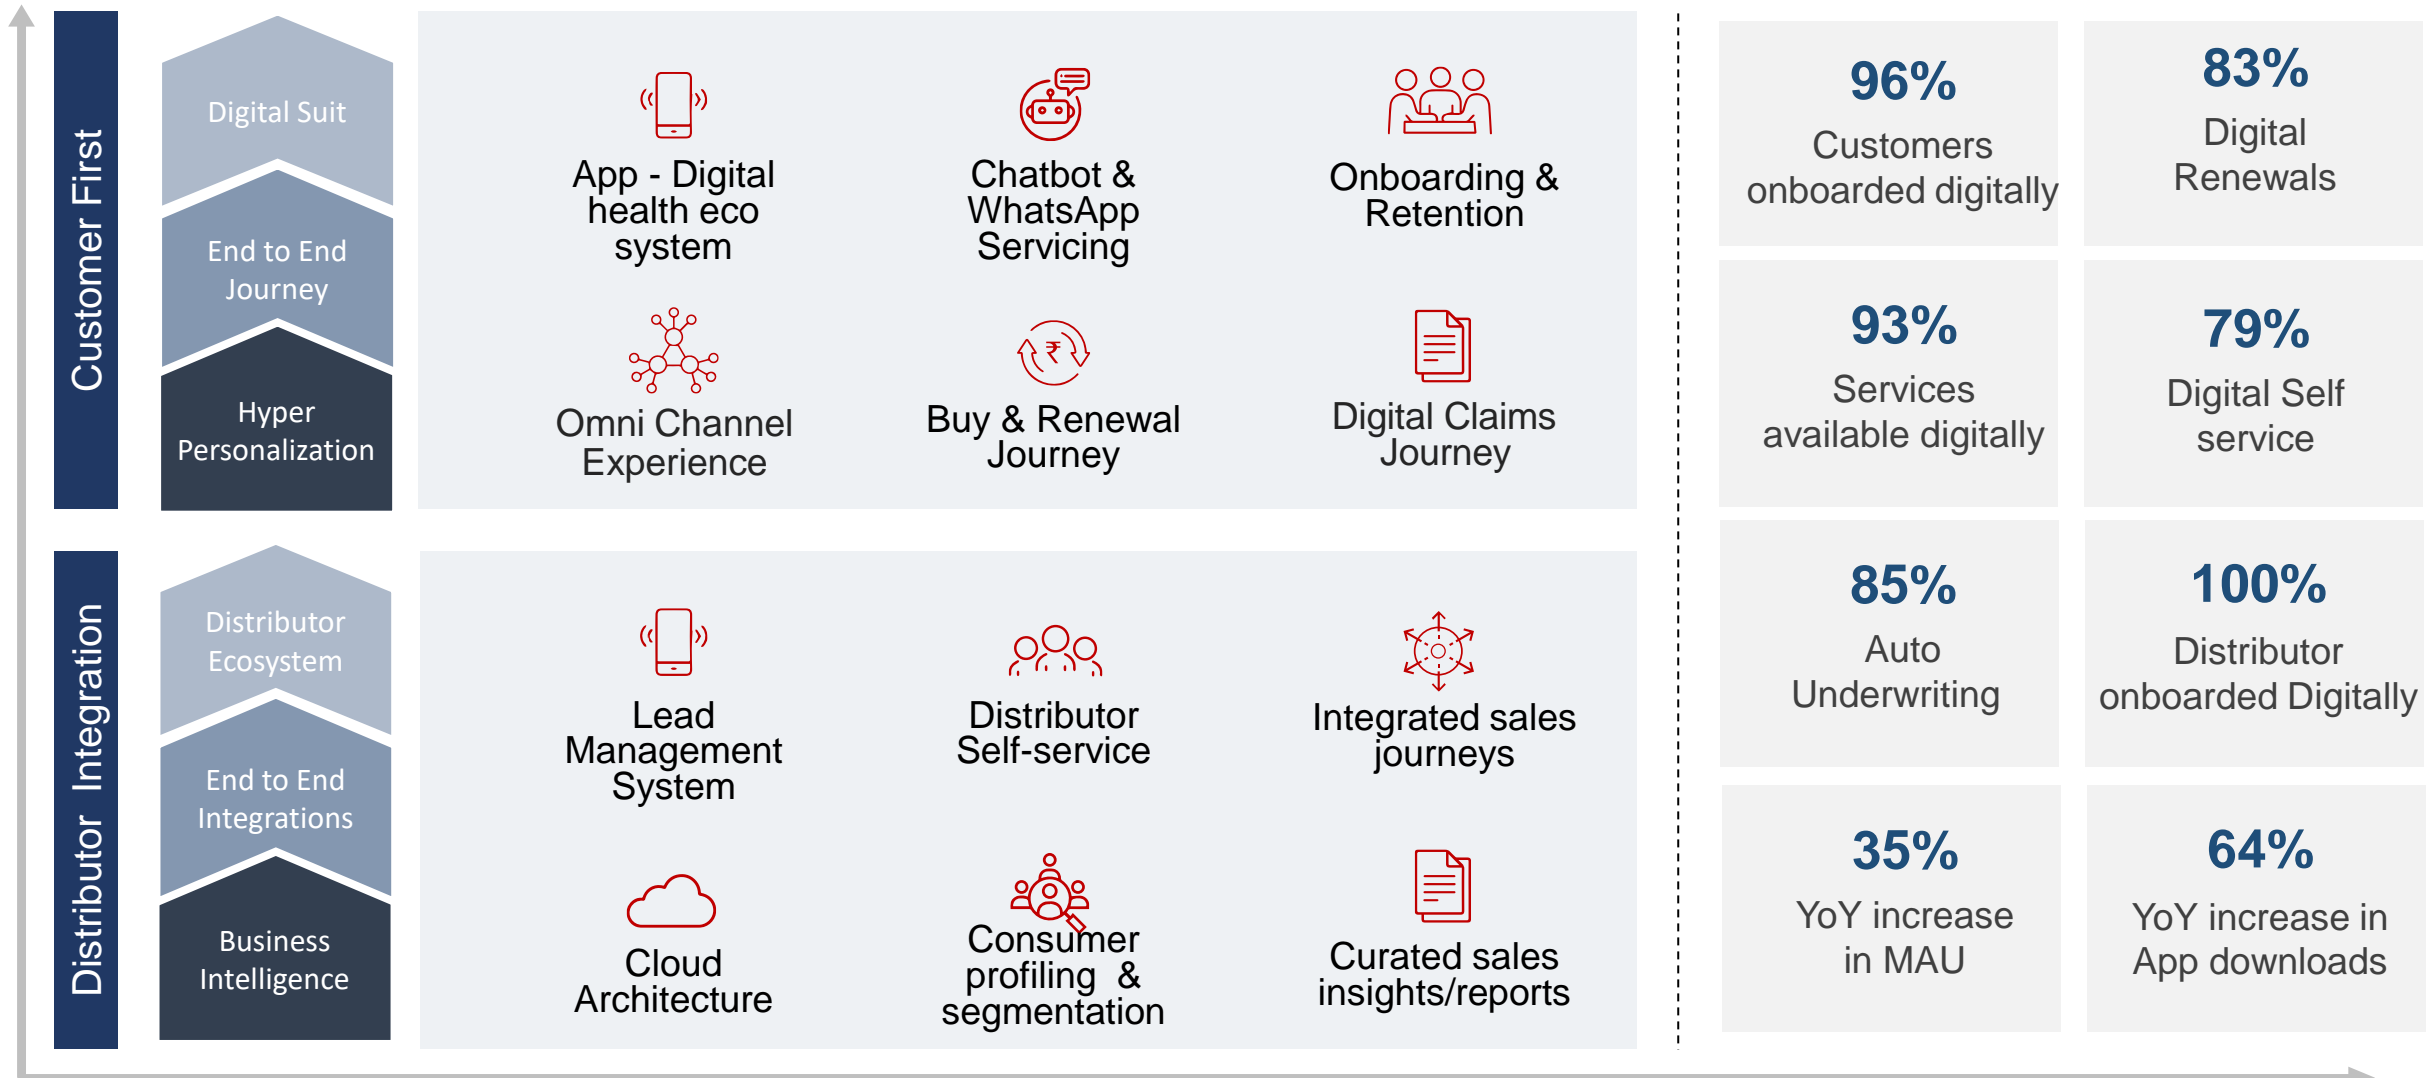 Customer First
Digital Suit
End to End
Journey
Hyper
Personalization
App - Digital
health eco
system
Chatbot &
WhatsApp
Servicing
Onboarding &
Retention
Omni Channel
Experience
₹
Buy & Renewal
Journey
Digital Claims
Journey
96%
Customers
onboarded digitally
83%
Digital
Renewals
93%
Services
available digitally
79%
Digital Self
service
Distributor Integration
Distributor
Ecosystem
End to End
Integrations
Business
Intelligence
Lead
Management
System
Distributor
Self-service
Integrated sales
journeys
Cloud
Architecture
Consumer
profiling &
segmentation
Curated sales
insights/reports
85%
Auto
Underwriting
100%
Distributor
onboarded Digitally
35%
YoY increase
in MAU
64%
YoY increase in
App downloads